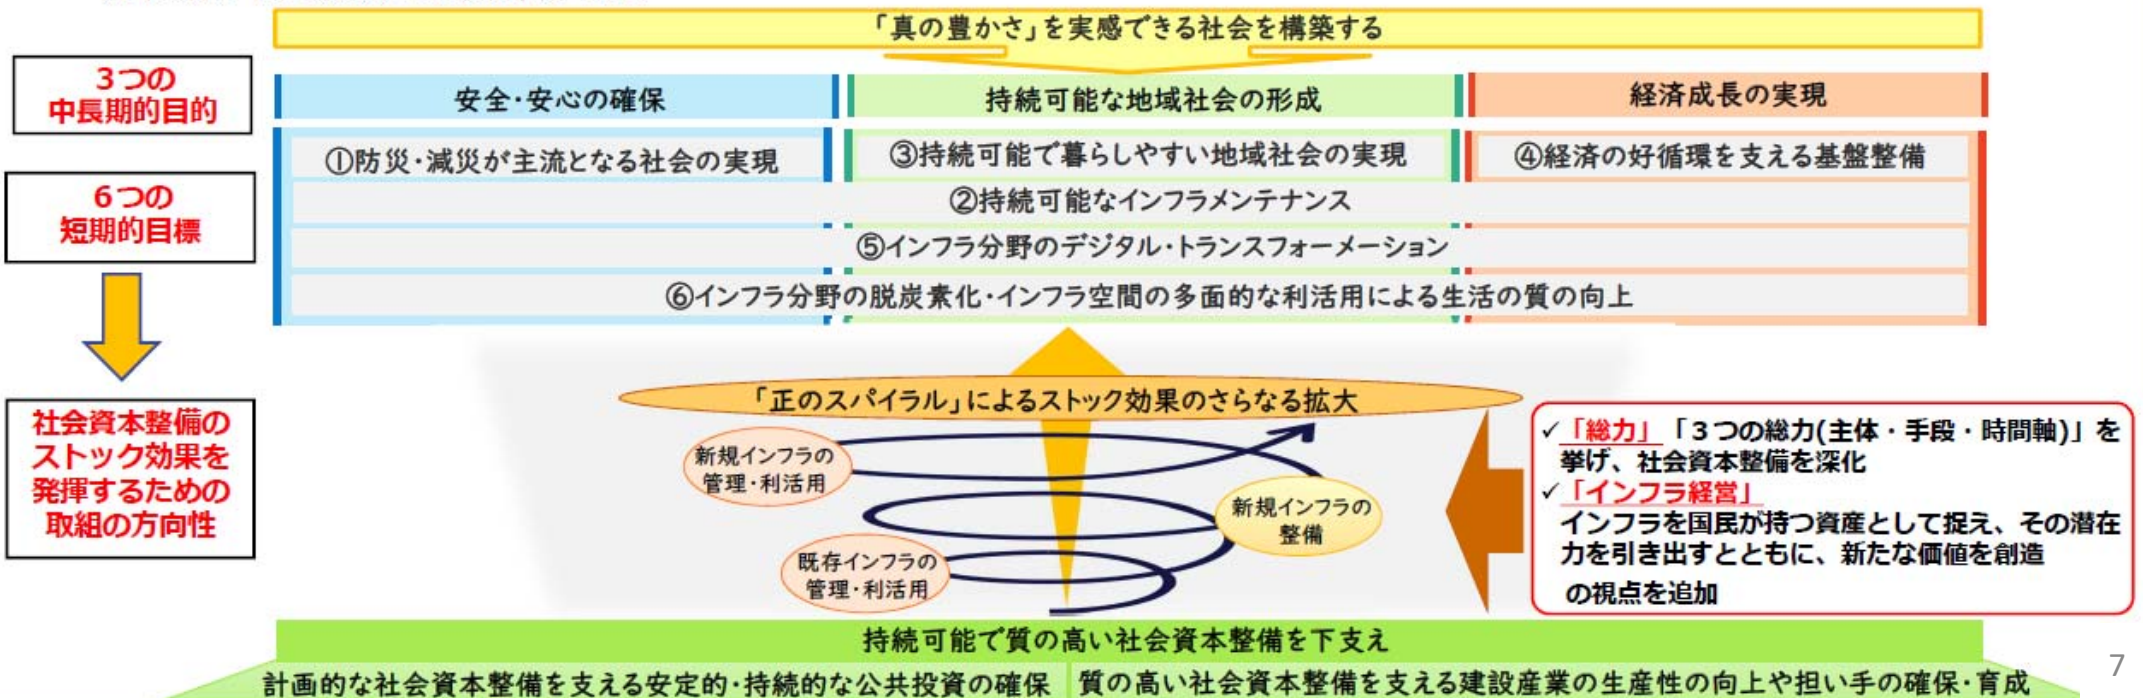 「真の豊かさ」を実感できる社会を構築する
3つの
中長期的目的
安全・安心の確保
持続可能な地域社会の形成
経済成長の実現
6つの
短期的目標
①防災・減災が主流となる社会の実現
③持続可能で暮らしやすい地域社会の実現
④経済の好循環を支える基盤整備
②持続可能なインフラメンテナンス
⑤インフラ分野のデジタル・トランスフォーメーション
⑥インフラ分野の脱炭素化・インフラ空間の多面的な利活用による生活の質の向上
社会資本整備の
ストック効果を
発揮するための
取組の方向性
「正のスパイラル」によるストック効果のさらなる拡大
新規インフラの
管理・利活用
新規インフラの
整備
既存インフラの
管理・利活用
✓「総力」「3つの総力(主体・手段・時間軸)」を
挙げ、社会資本整備を深化
✓「インフラ経営」
インフラを国民が持つ資産として捉え、その潜在
力を引き出すとともに、新たな価値を創造
の視点を追加
持続可能で質の高い社会資本整備を下支え
計画的な社会資本整備を支える安定的・持続的な公共投資の確保
質の高い社会資本整備を支える建設産業の生産性の向上や担い手の確保・育成
7